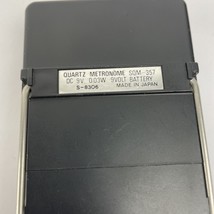 QUARTZ METRONOME SQM-357
DC 9V, 0.03W 9VOLT BATTERY
S-8306 MADE IN JAPAN